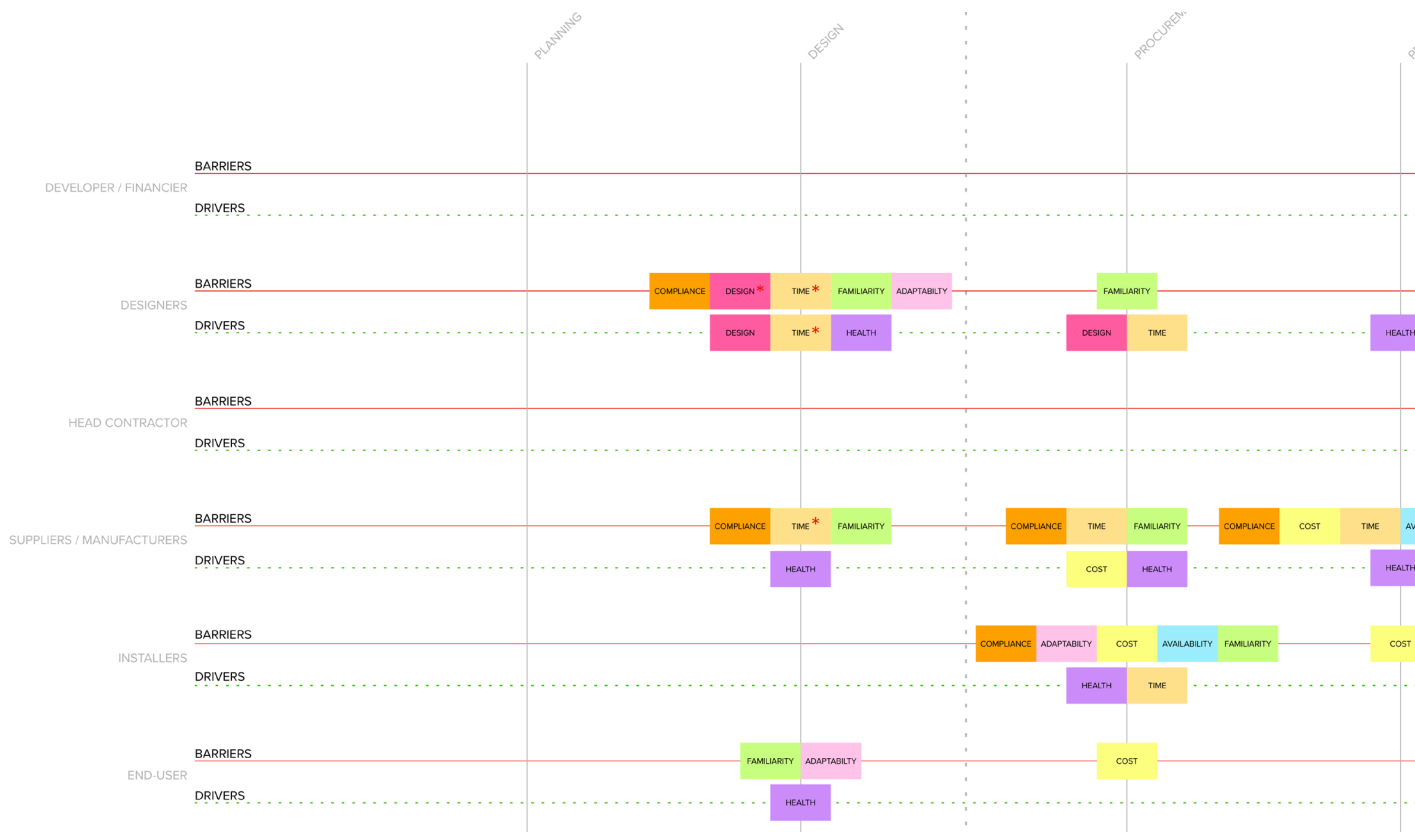 PLANNING
DESIGN
BARRIERS
DEVELOPER / FINANCIER
DRIVERS
BARRIERS
COMPLIANCE DESIGN * TIME * FAMILIARITY ADAPTABILTY FAMILIARITY
DESIGNERS
DRIVERS
DESIGN TIME * HEALTH DESIGN TIME HEALTH
BARRIERS
HEAD CONTRACTOR
DRIVERS
BARRIERS
COMPLIANCE TIME * FAMILIARITY COMPLIANCE TIME FAMILIARITY COMPLIANCE COST TIME
SUPPLIERS / MANUFACTURERS
DRIVERS
HEALTH COST HEALTH HEALTH
BARRIERS
COMPLIANCE ADAPTABILTY COST AVAILABILITY FAMILIARITY COST
INSTALLERS
DRIVERS
HEALTH TIME
BARRIERS
FAMILIARITY ADAPTABILTY COST
END-USER
DRIVERS
HEALTH